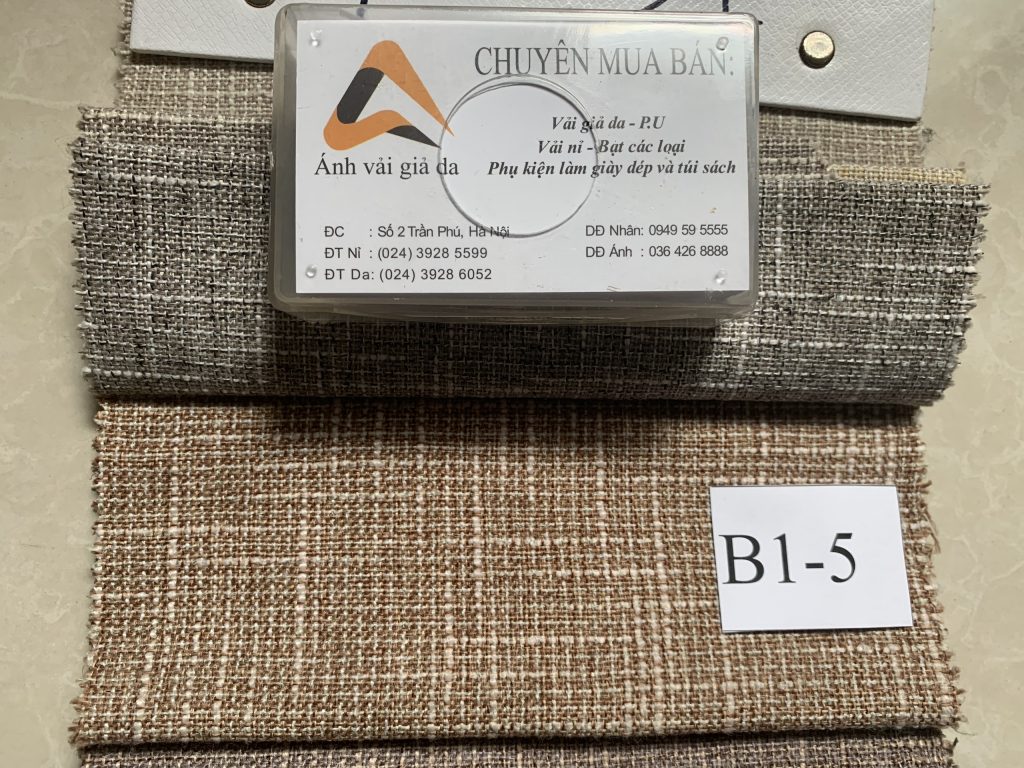 CHUYÊN MUA BÁN:
Vải giả da - P.U
Vải nỉ - Bạt các loại
Phụ kiện làm giày dép và túi sách
Ánh vải giả da
ĐC : Số 2 Trần Phú, Hà Nội
ĐT Nỉ : (024) 3928 5599
ĐT Da: (024) 3928 6052
DĐ Nhân: 0949 59 5555
DĐ Ánh : 036 426 8888
B1-5